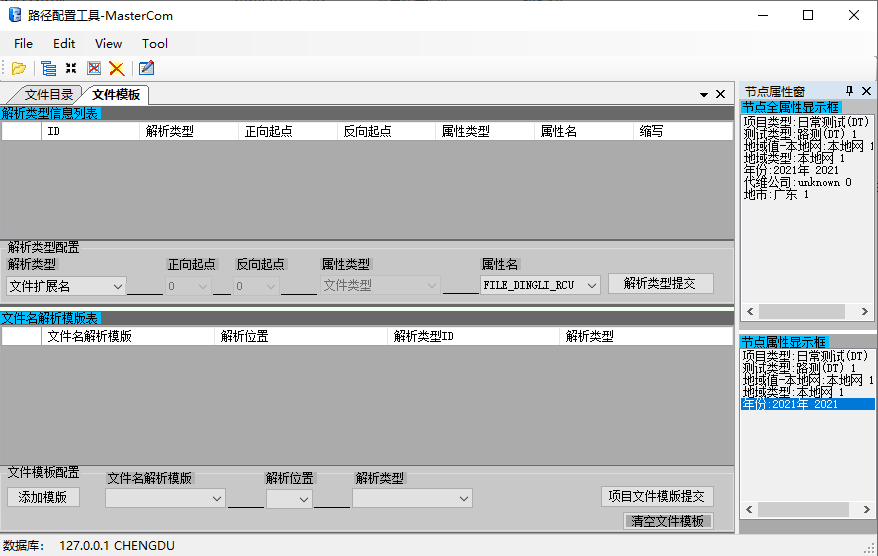 路径配置工具-MasterCom
File Edit View Tool
文件目录 文件模板
解析类型信息列表
ID 解析类型 正向起点 反向起点 属性类型 属性名 缩写
解析类型配置
解析类型 正向起点 反向起点 属性类型 属性名
文件扩展名 0 0 文件类型 FILE_DINGLI_RCU 解析类型提交
文件名解析模版表
文件名解析模版 解析位置 解析类型ID 解析类型
文件模板配置
文件名解析模版 解析位置 解析类型
添加模版 项目文件模版提交
清空文件模板
节点属性窗
节点全属性显示框
项目类型:日常测试(DT)
测试类型:路测(DT) 1
地域值-本地网:本地网 1
地域类型:本地网 1
年份:2021年 2021
代维公司:unknown 0
地市:广东 1
节点属性显示框
项目类型:日常测试(DT)
测试类型:路测(DT) 1
地域值-本地网:本地网 1
地域类型:本地网 1
年份:2021年 2021
数据库: 127.0.0.1 CHENGDU